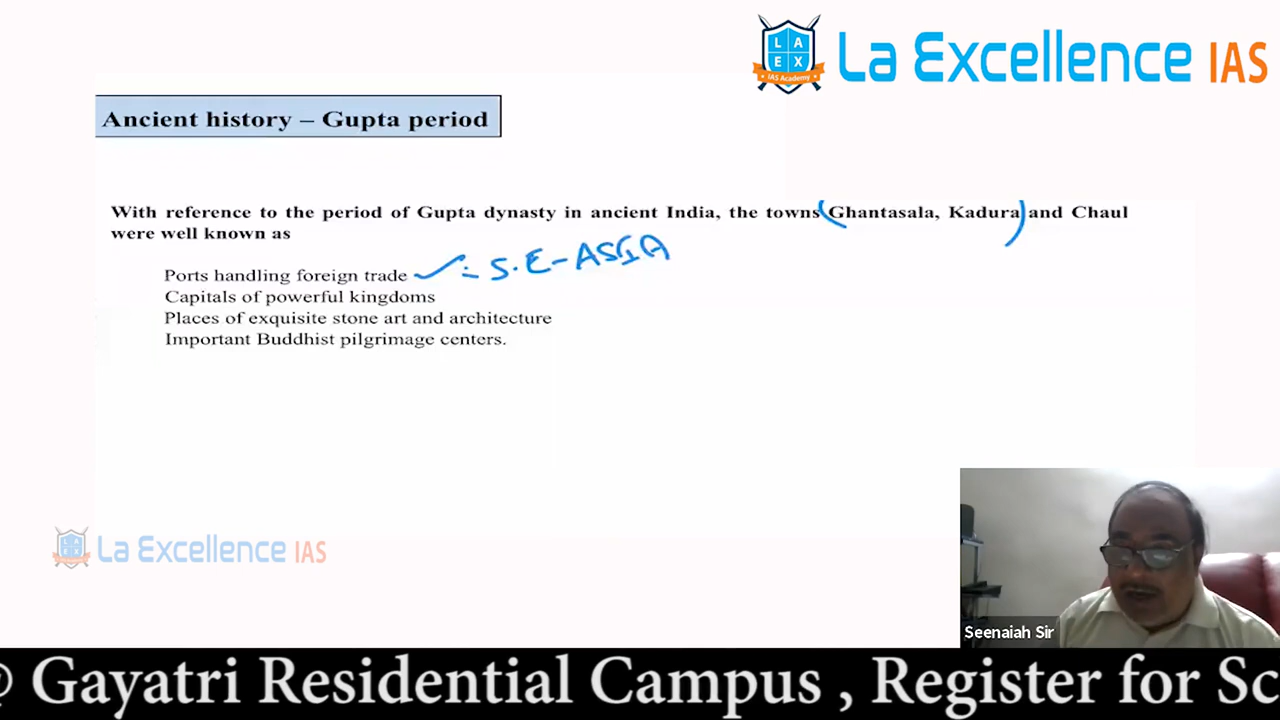 L A
E X
IAS Academy
La Excellence IAS
Ancient history – Gupta period
With reference to the period of Gupta dynasty in ancient India, the towns (Ghantasala, Kadura) and Chaul
were well known as
Ports handling foreign trade ✓ :- S.E-ASIA
Capitals of powerful kingdoms
Places of exquisite stone art and architecture
Important Buddhist pilgrimage centers.
La Excellence IAS
Seenaiah Sir
@ Gayatri Residential Campus , Register for Sc